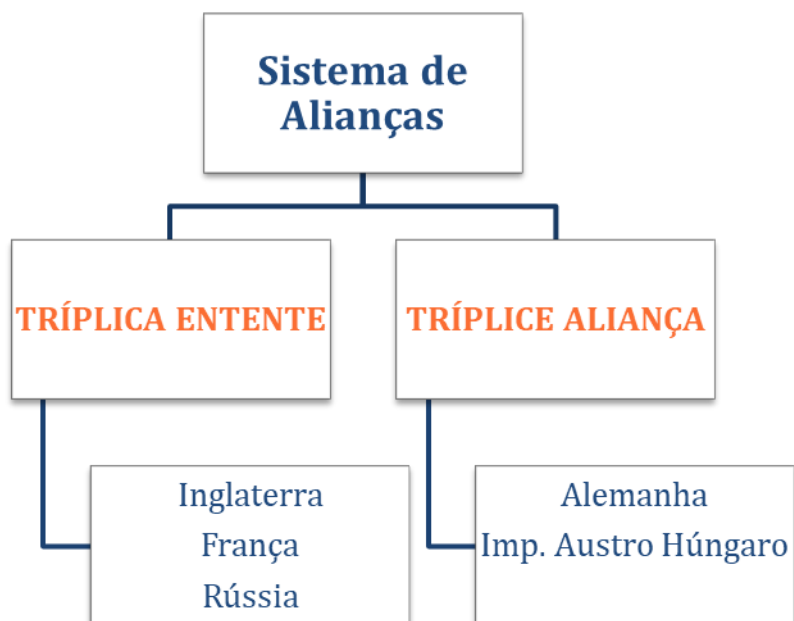 Sistema de
Alianças
TRÍPLICA ENTENTE
TRÍPLICE ALIANÇA
Inglaterra
França
Rússia
Alemanha
Imp. Austro Húngaro